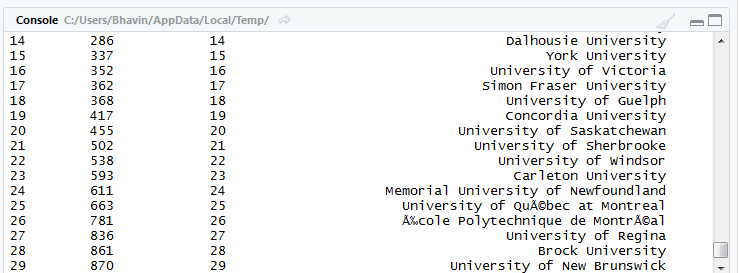 Console C:/Users/Bhavin/AppData/Local/Temp/
14 286 14 Dalhousie University
15 337 15 York University
16 352 16 University of Victoria
17 362 17 Simon Fraser University
18 368 18 University of Guelph
19 417 19 Concordia University
20 455 20 University of Saskatchewan
21 502 21 University of Sherbrooke
22 538 22 University of Windsor
23 593 23 Carleton University
24 611 24 Memorial University of Newfoundland
25 663 25 University of QuÃ©bec at Montreal
26 781 26 Ã‰cole Polytechnique de MontrÃ©al
27 836 27 University of Regina
28 861 28 Brock University
29 870 29 University of New Brunswick